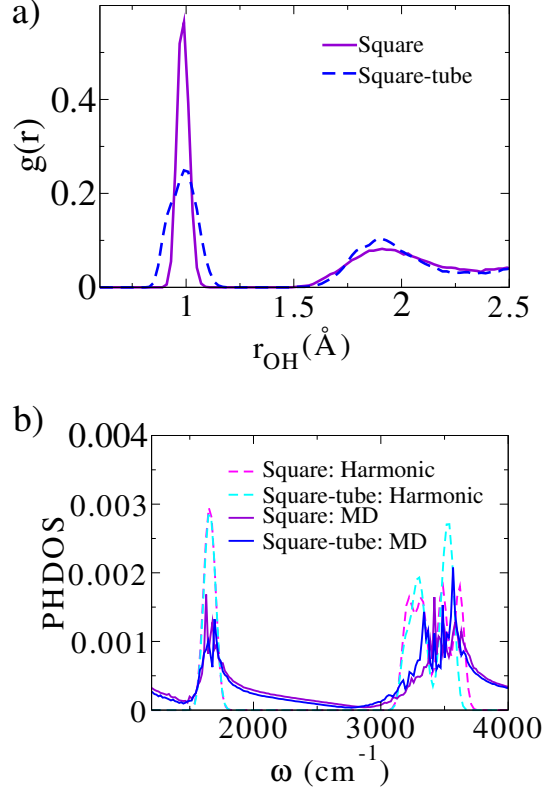 a)
Square
Square-tube
g(r)
0.4
0.2
0
1
1.5
2
2.5
r_OH (Å)
b)
0.004
0.003
0.002
0.001
0
Square: Harmonic
Square-tube: Harmonic
Square: MD
Square-tube: MD
PHDOS
2000
3000
4000
ω (cm⁻¹)